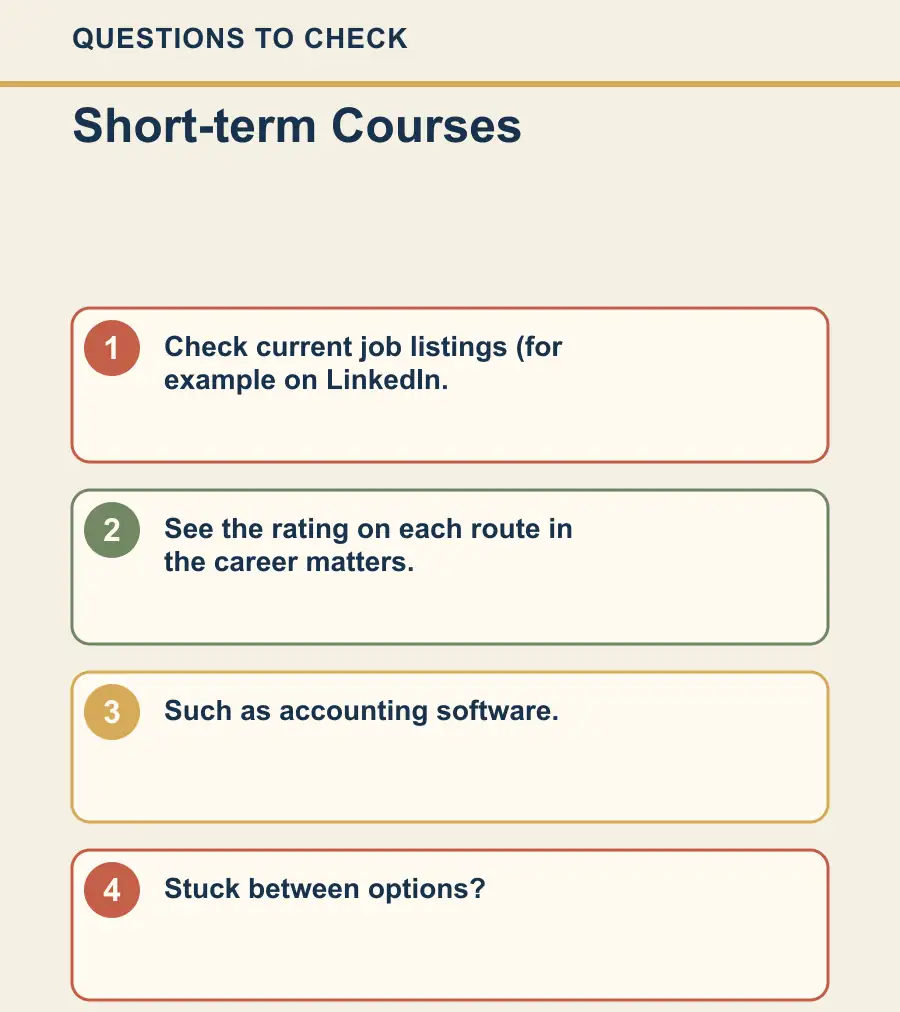 QUESTIONS TO CHECK
Short-term Courses
1
Check current job listings (for
example on LinkedIn.
2
See the rating on each route in
the career matters.
3
Such as accounting software.
4
Stuck between options?